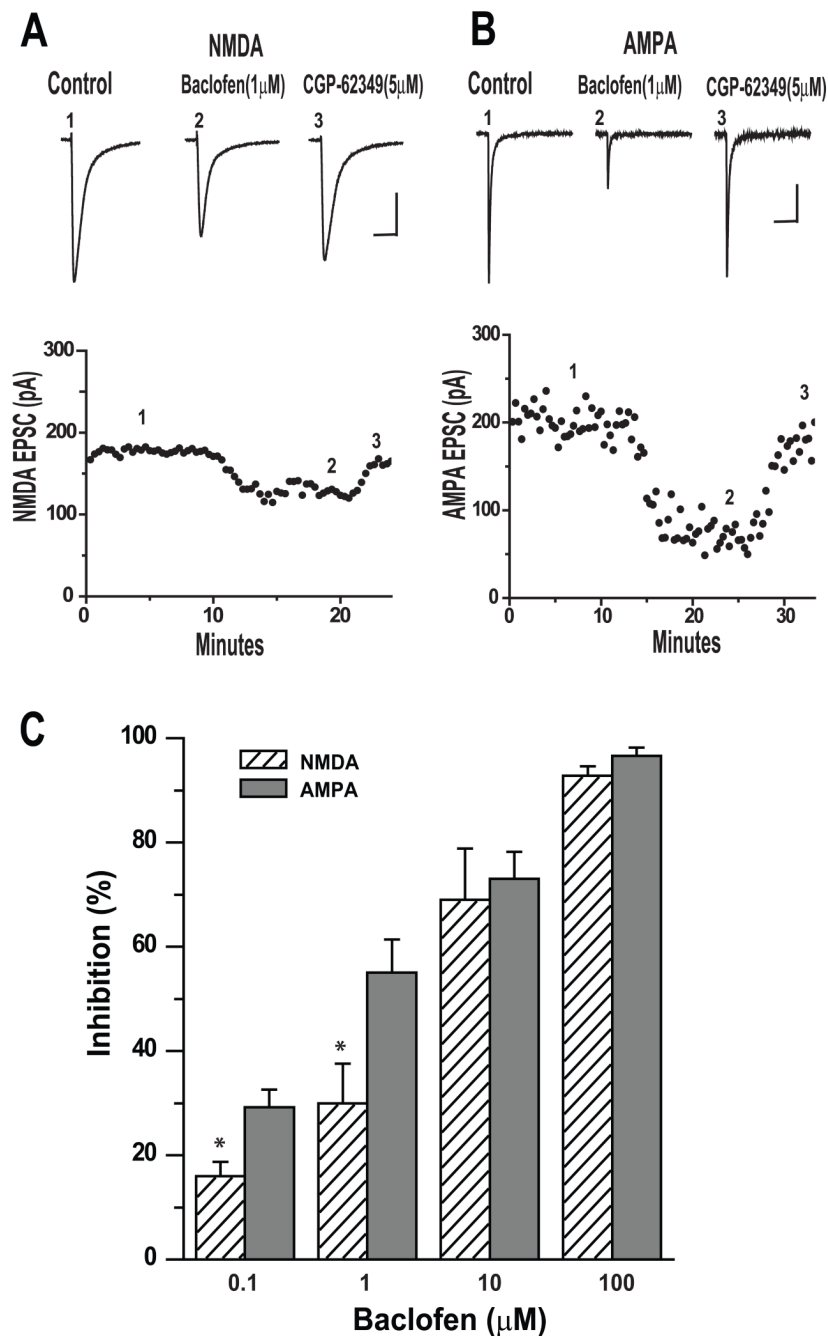 A
NMDA
Control Baclofen(1μM) CGP-62349(5μM)
1 2 3
NMDA EPSC (pA)
300
200
100
0
1
2
3
0 10 20
Minutes
B
AMPA
Baclofen(1μM) CGP-62349(5μM)
1 2 3
AMPA EPSC (pA)
300
200
100
0
1
2
3
0 10 20 30
Minutes
C
NMDA
AMPA
Inhibition (%)
100
80
60
40
20
0
*
*
0.1 1 10 100
Baclofen (μM)